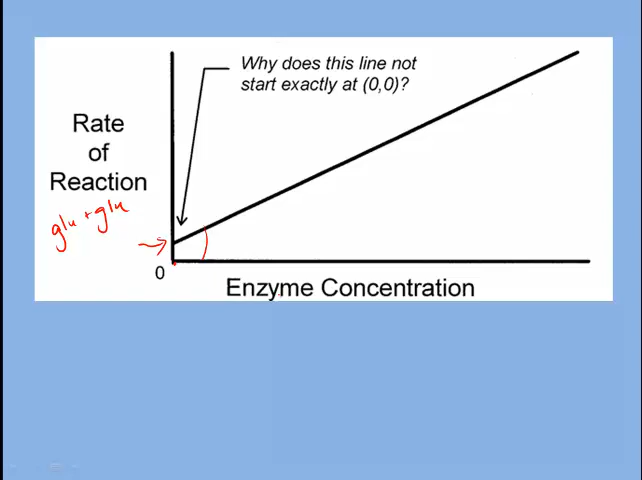 Why does this line not
start exactly at (0,0)?
Rate
of
Reaction
glu + glu
0
Enzyme Concentration